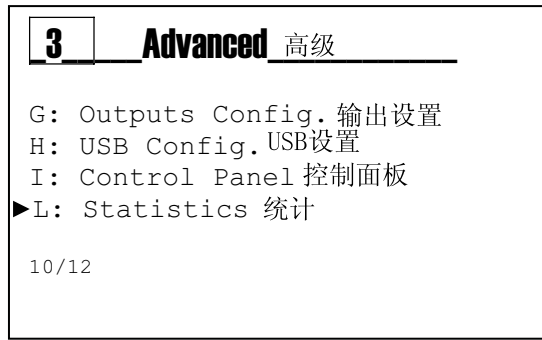 3 Advanced 高级
G: Outputs Config. 输出设置
H: USB Config. USB设置
I: Control Panel 控制面板
►L: Statistics 统计
10/12